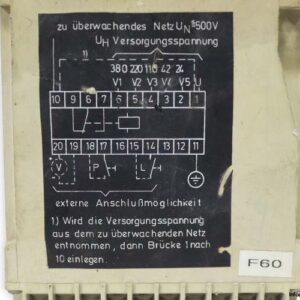 zu überwachendes Netz UN≤500V
UH Versorgungsspannung
1)
380 220 110 42 24
V1 V2 V3 V4 V5 U
10 9 6 7 6 5 4 3 2 1
20 19 18 17 16 15 14 13 12 11
V P L
externe Anschlußmöglichkeit
1) Wird die Versorgungsspannung
aus dem zu überwachenden Netz
entnommen, dann Brücke 1 nach
10 einlegen.
F60